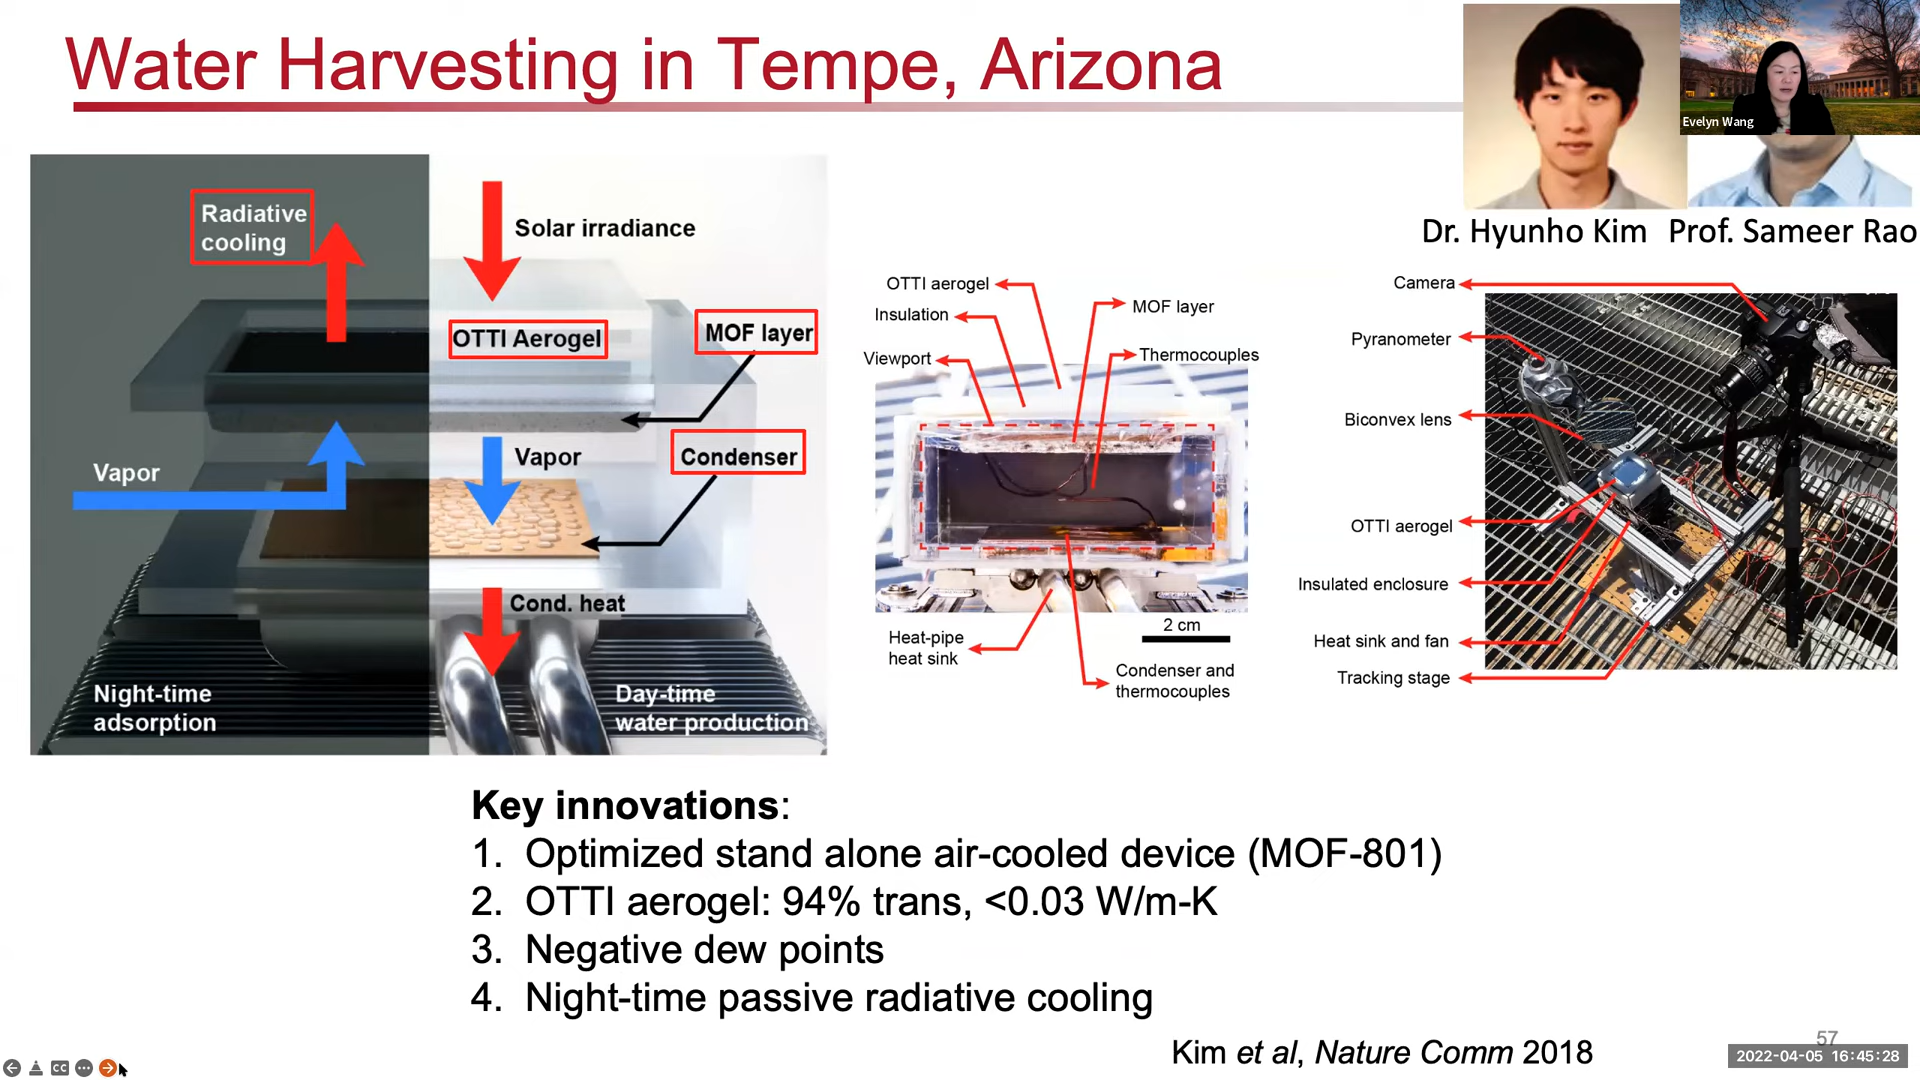 Water Harvesting in Tempe, Arizona
Evelyn Wang
Dr. Hyunho Kim Prof. Sameer Rao
Radiative
cooling
Solar irradiance
OTTI Aerogel
MOF layer
Vapor
Vapor
Condenser
Cond. heat
Night-time
adsorption
Day-time
water production
OTTI aerogel
Insulation
Viewport
MOF layer
Thermocouples
Heat-pipe
heat sink
2 cm
Condenser and
thermocouples
Camera
Pyranometer
Biconvex lens
OTTI aerogel
Insulated enclosure
Heat sink and fan
Tracking stage
Key innovations:
1. Optimized stand alone air-cooled device (MOF-801)
2. OTTI aerogel: 94% trans, <0.03 W/m-K
3. Negative dew points
4. Night-time passive radiative cooling
Kim et al, Nature Comm 2018
57
2022-04-05 16:45:28
CC